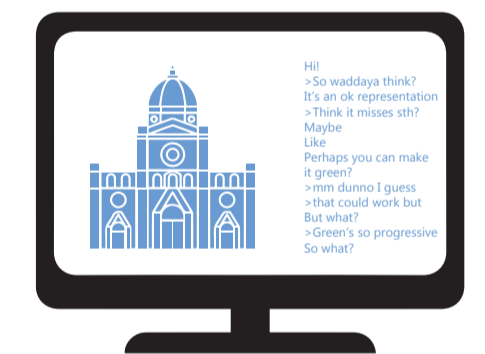 Hi!
>So waddaya think?
It's an ok representation
>Think it misses sth?
Maybe
Like
Perhaps you can make
it green?
>mm dunno I guess
>that could work but
But what?
>Green's so progressive
So what?